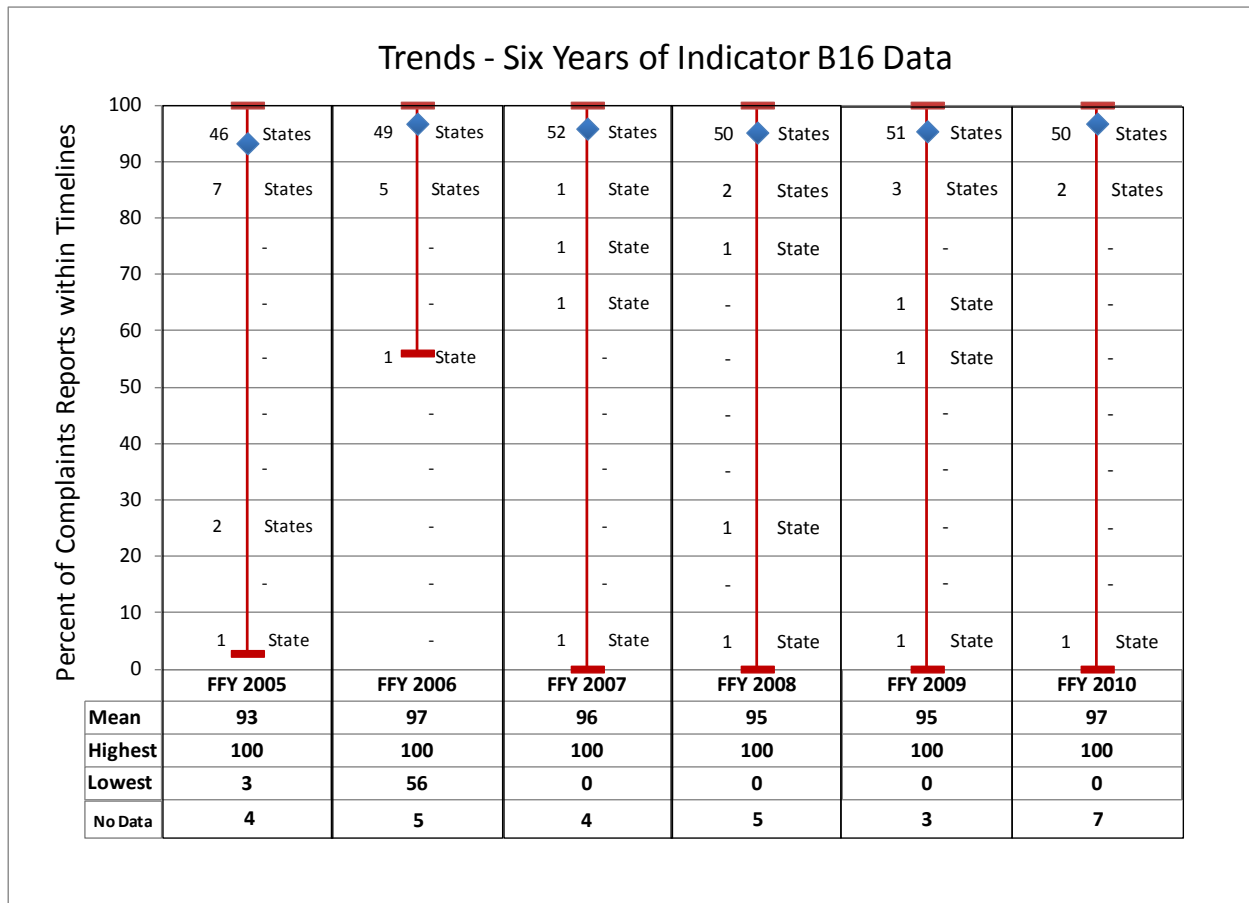 Trends - Six Years of Indicator B16 Data
Percent of Complaints Reports within Timelines
100
46 States 49 States 52 States 50 States 51 States 50 States
90
7 States 5 States 1 State 2 States 3 States 2 States
80
- - 1 State 1 State - -
70
- - 1 State - 1 State -
60
- 1 State - - 1 State -
50
- - - - - -
40
- - - - - -
30
2 States - - 1 State - -
20
- - - - - -
10
1 State - 1 State 1 State 1 State 1 State
0
FFY 2005 FFY 2006 FFY 2007 FFY 2008 FFY 2009 FFY 2010
Mean 93 97 96 95 95 97
Highest 100 100 100 100 100 100
Lowest 3 56 0 0 0 0
No Data 4 5 4 5 3 7